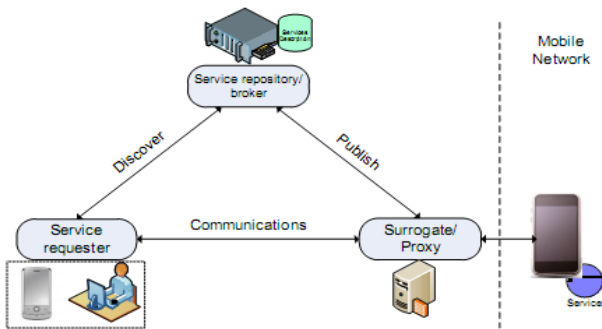 Services
Description
Service repository/
broker
Mobile
Network
Discover
Publish
Service
requester
Communications
Surrogate/
Proxy
Service